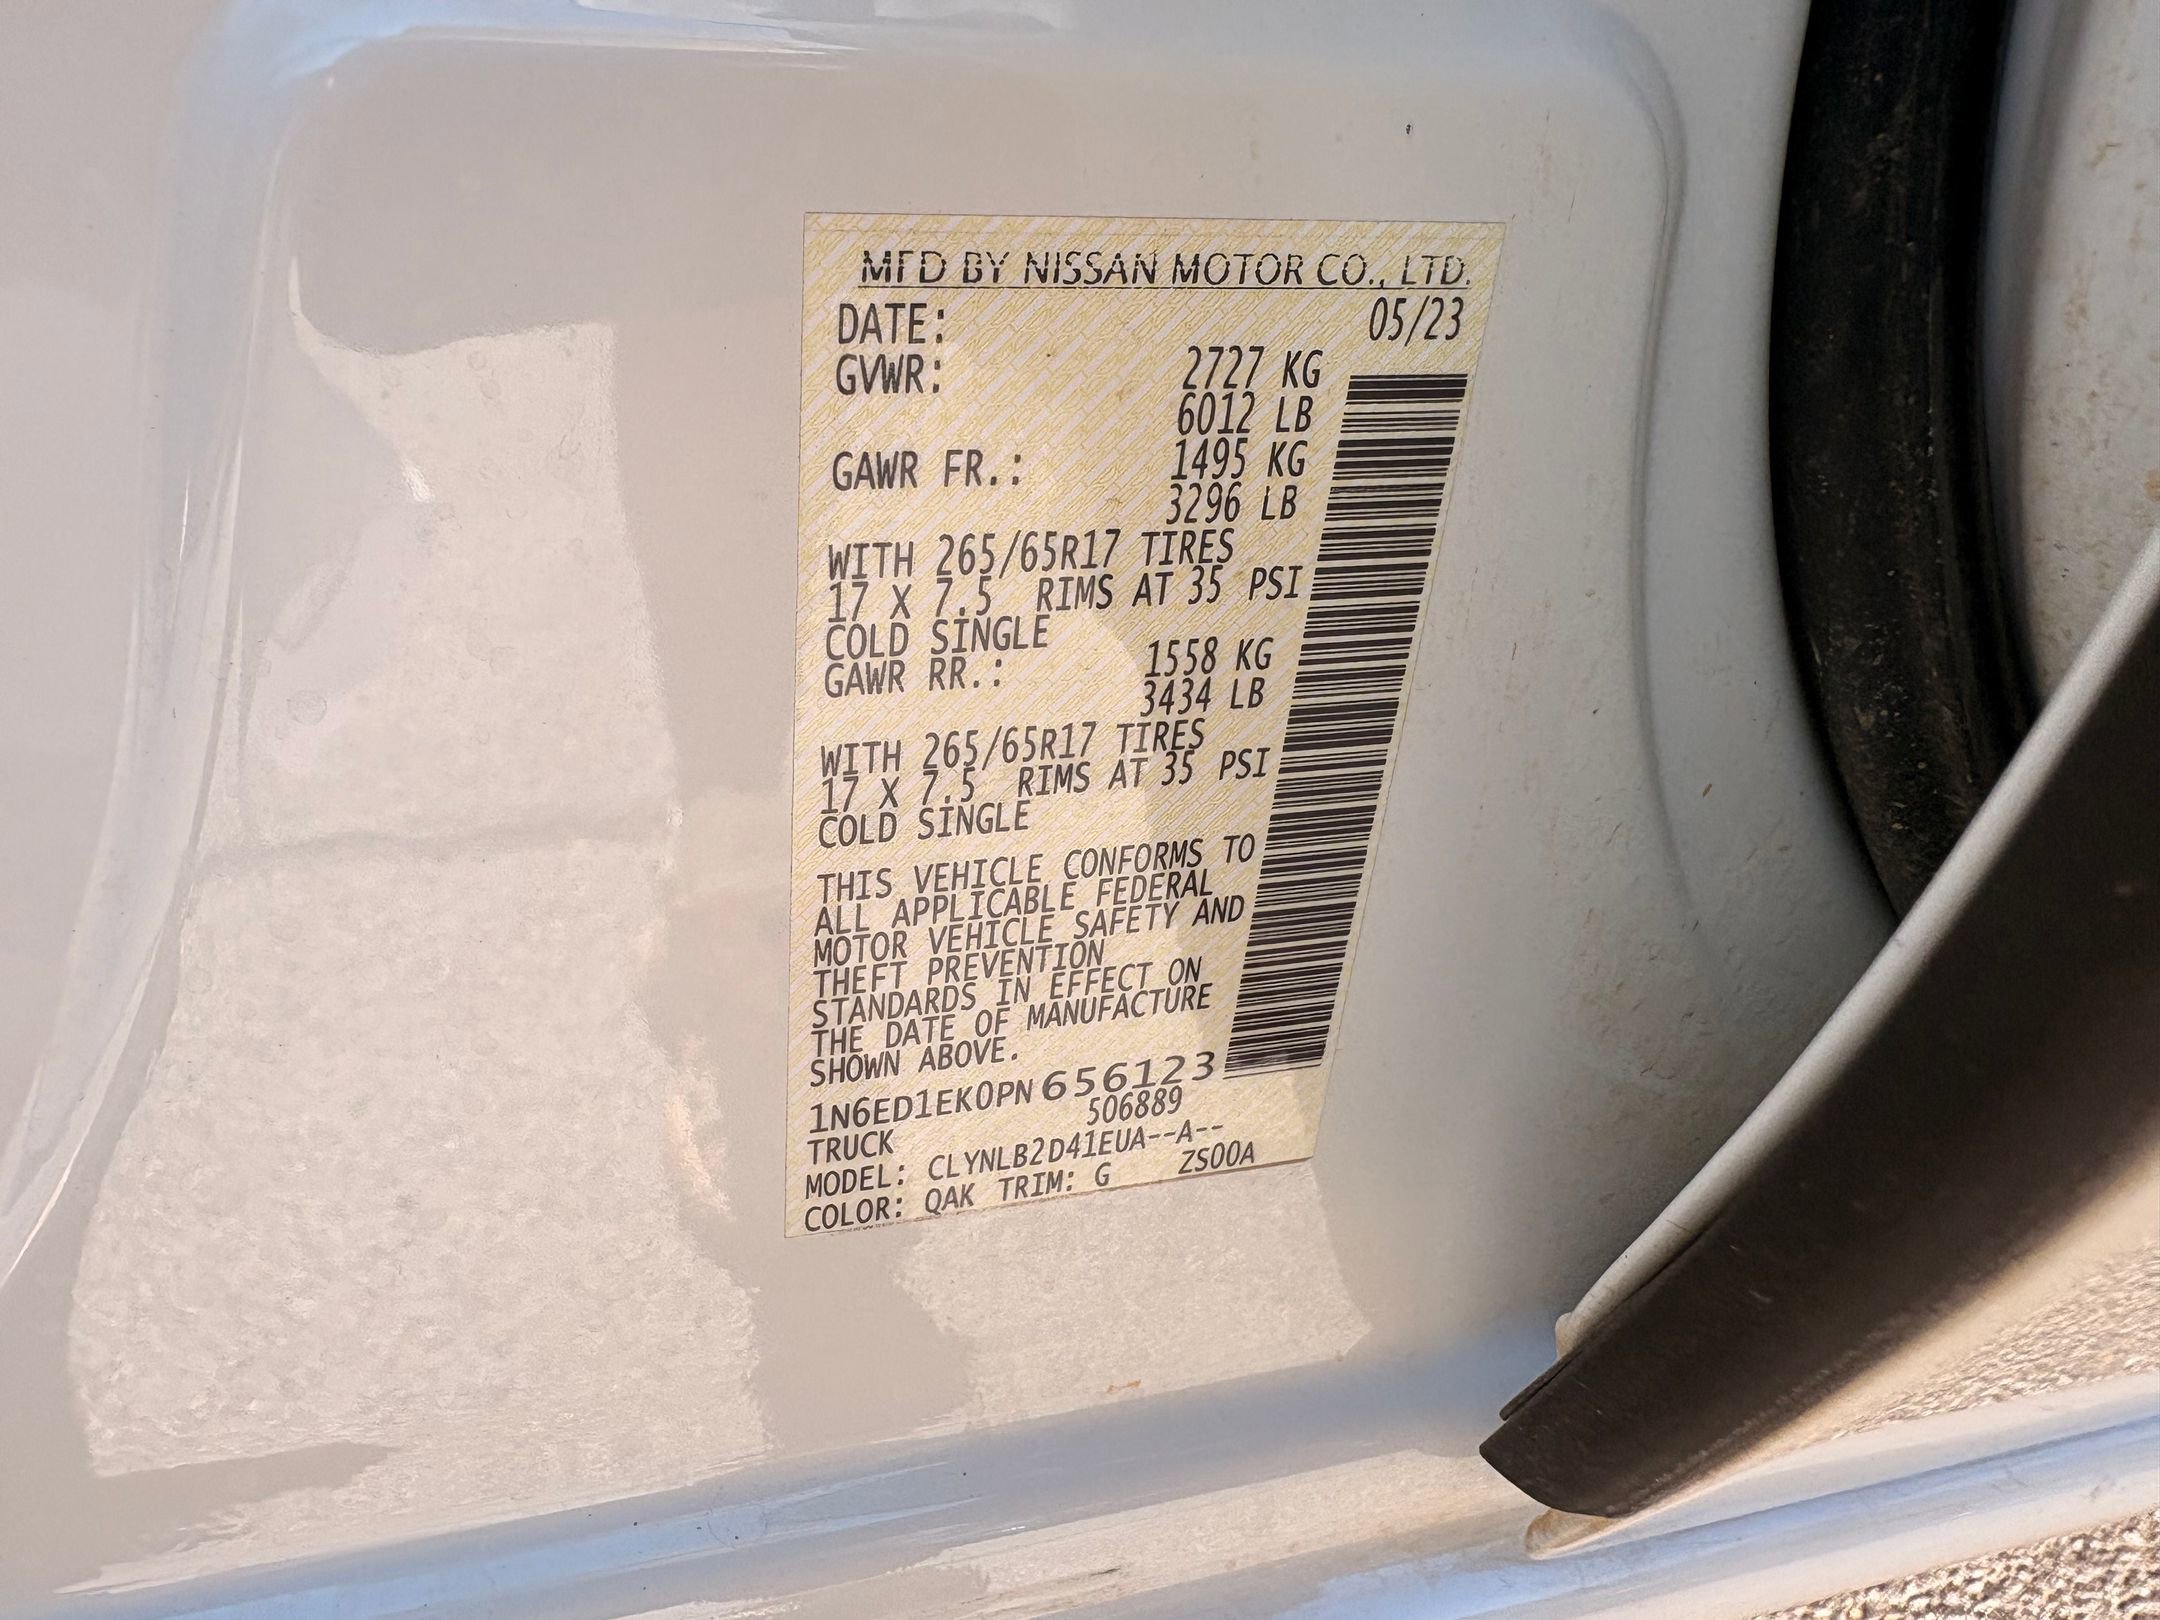 MFD BY NISSAN MOTOR CO., LTD.
DATE: 05/23
GVWR: 2727 KG
6012 LB
GAWR FR.: 1495 KG
3296 LB
WITH 265/65R17 TIRES
17 X 7.5 RIMS AT 35 PSI
COLD SINGLE
GAWR RR.: 1558 KG
3434 LB
WITH 265/65R17 TIRES
17 X 7.5 RIMS AT 35 PSI
COLD SINGLE
THIS VEHICLE CONFORMS TO
ALL APPLICABLE FEDERAL
MOTOR VEHICLE SAFETY AND
THEFT PREVENTION
STANDARDS IN EFFECT ON
THE DATE OF MANUFACTURE
SHOWN ABOVE.
1N6ED1EK0PN656123
TRUCK 506889
MODEL: CLYNLB2D41EUA--A--
COLOR: QAK TRIM: G ZS00A